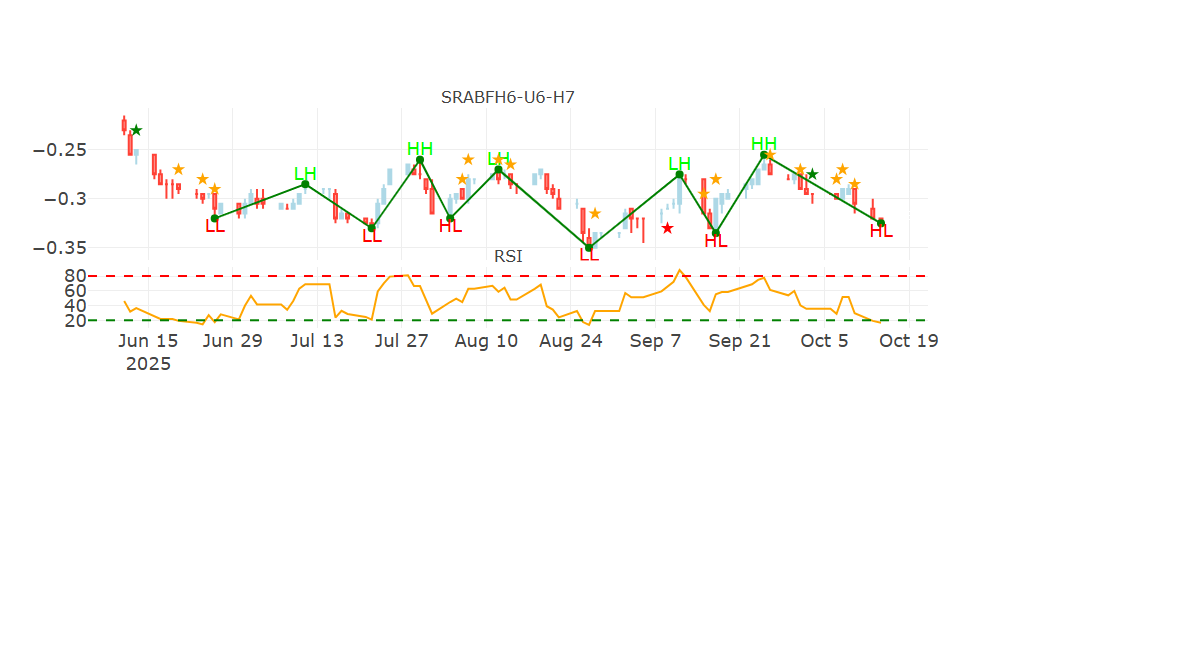 SRABFH6-U6-H7
−0.25
−0.3
−0.35
HH
LH
HH
LH
LH
LL
LL
HL
LL
HL
HL
RSI
80
60
40
20
Jun 15
2025
Jun 29
Jul 13
Jul 27
Aug 10
Aug 24
Sep 7
Sep 21
Oct 5
Oct 19